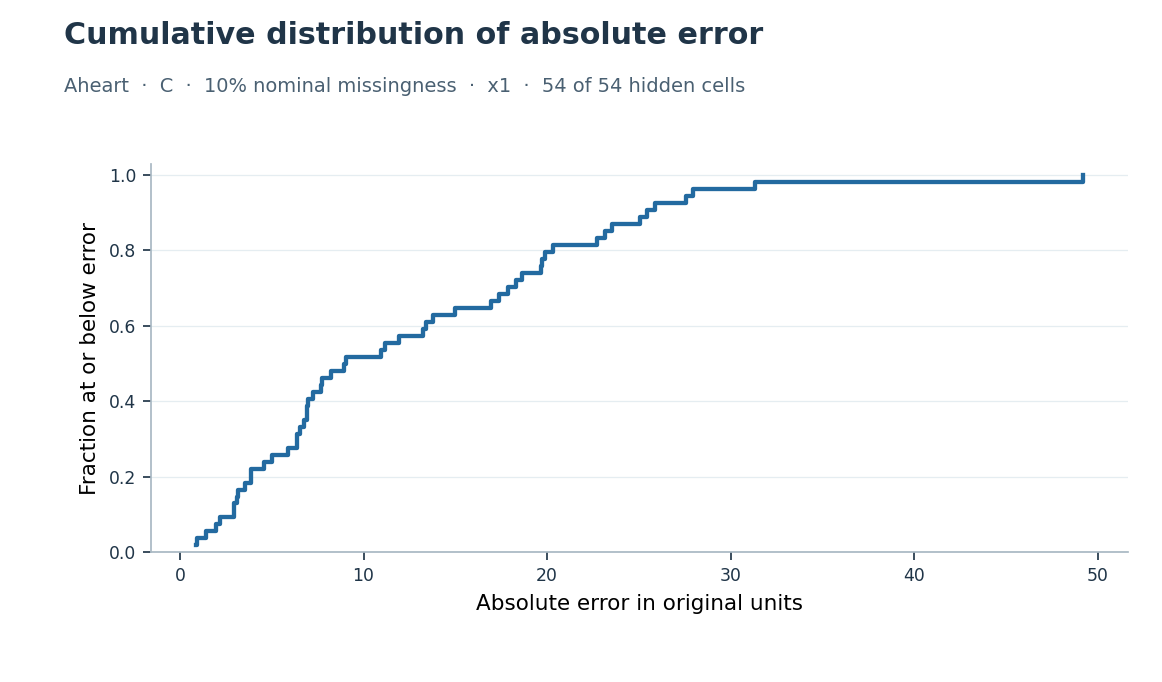 Cumulative distribution of absolute error
Aheart · C · 10% nominal missingness · x1 · 54 of 54 hidden cells
Fraction at or below error
1.0
0.8
0.6
0.4
0.2
0.0
0 10 20 30 40 50
Absolute error in original units